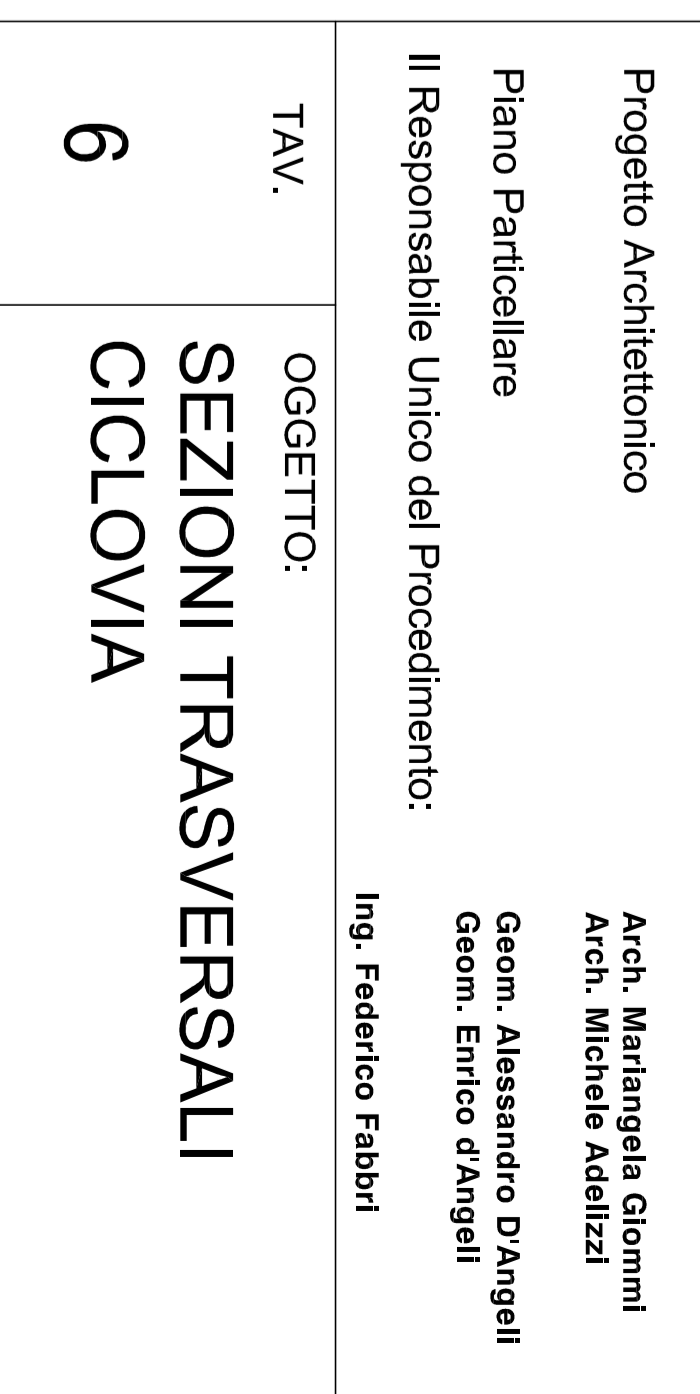 Progetto Architettonico
Arch. Mariangela Giommi
Arch. Michele Adelizzi
Piano Particellare
Geom. Alessandro D'Angeli
Geom. Enrico d'Angeli
Il Responsabile Unico del Procedimento:
Ing. Federico Fabbri
TAV.
6
OGGETTO:
SEZIONI TRASVERSALI
CICLOVIA